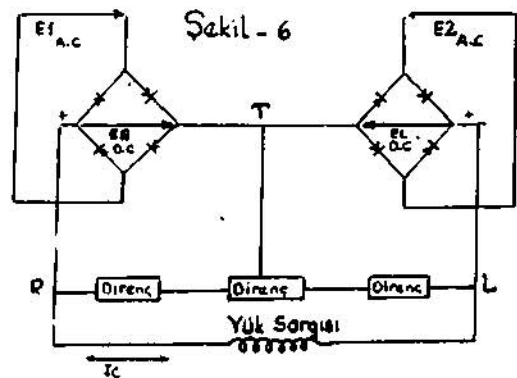 E1 A.C
Şekil - 6
E2 A.C
T
+
ER
D.C
EL
D.C
+
R
Direnç
Direnç
Direnç
L
Yük Sargısı
Ic